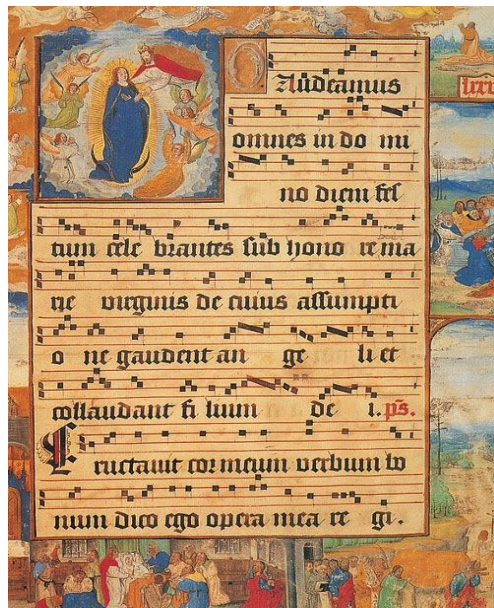 GAudeamus
omnes in do mi
no diem fes
tum cele brantes sub hono re ma
rie virginis de cuius assumpti
o ne gaudent an ge li et
collaudant fi lium de i. ps.
Eructavit cor meum verbum bo
num dico ego opera mea re gi.